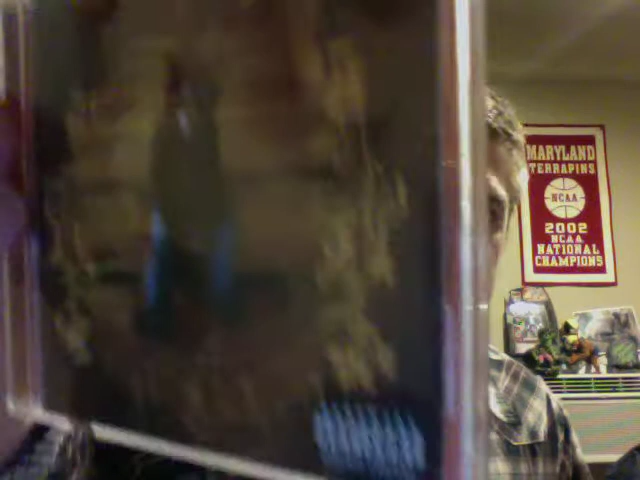 MARYLAND
TERRAPINS
NCAA
2002
NCAA
NATIONAL
CHAMPIONS